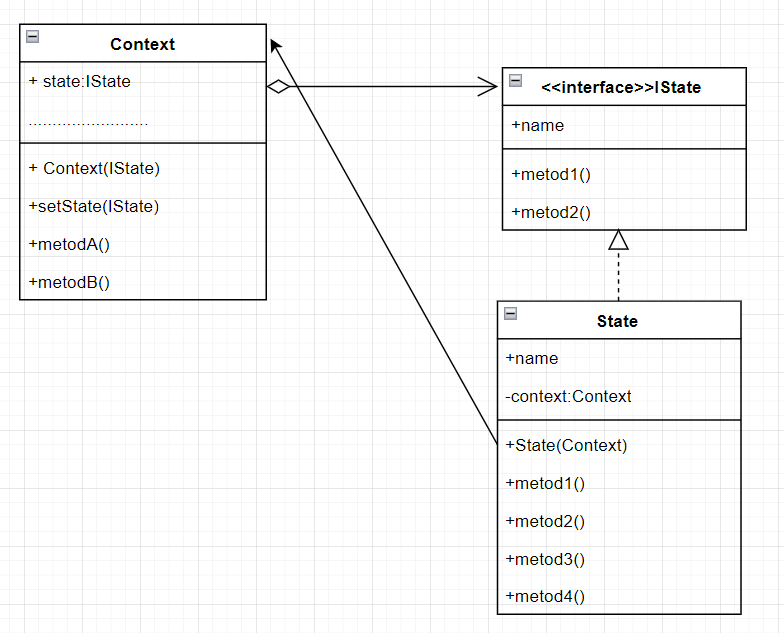 Context
+ state:IState
.........................
+ Context(IState)
+setState(IState)
+metodA()
+metodB()
<<interface>>IState
+name
+metod1()
+metod2()
State
+name
-context:Context
+State(Context)
+metod1()
+metod2()
+metod3()
+metod4()